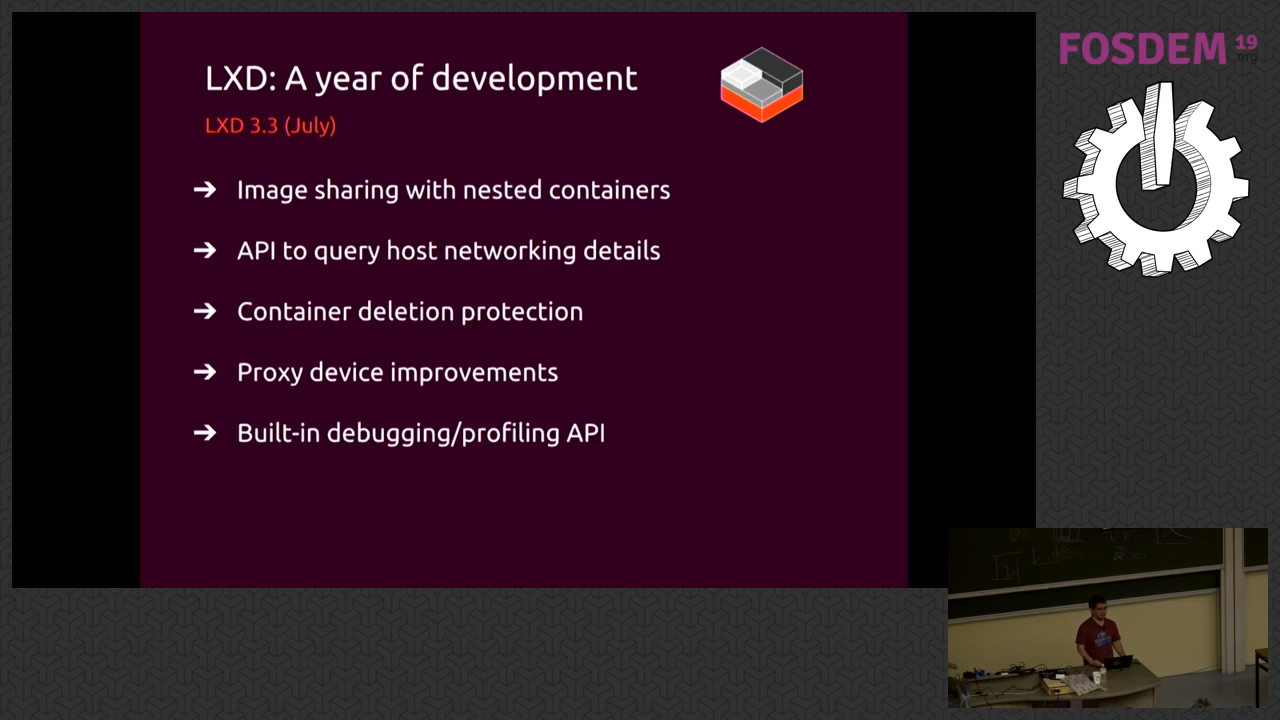 LXD: A year of development
LXD 3.3 (July)
➔ Image sharing with nested containers
➔ API to query host networking details
➔ Container deletion protection
➔ Proxy device improvements
➔ Built-in debugging/profiling API
FOSDEM 19
.org